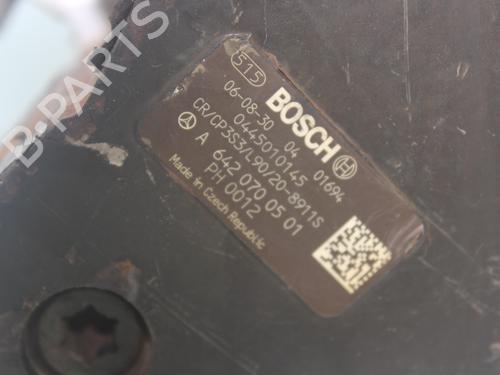 515
BOSCH
06-08-30 04 01694
0445010145
CR/CP3S3/L90/20-8911S
A 642 070 05 01
PH 0012
Made in Czech Republic
B-PARTS